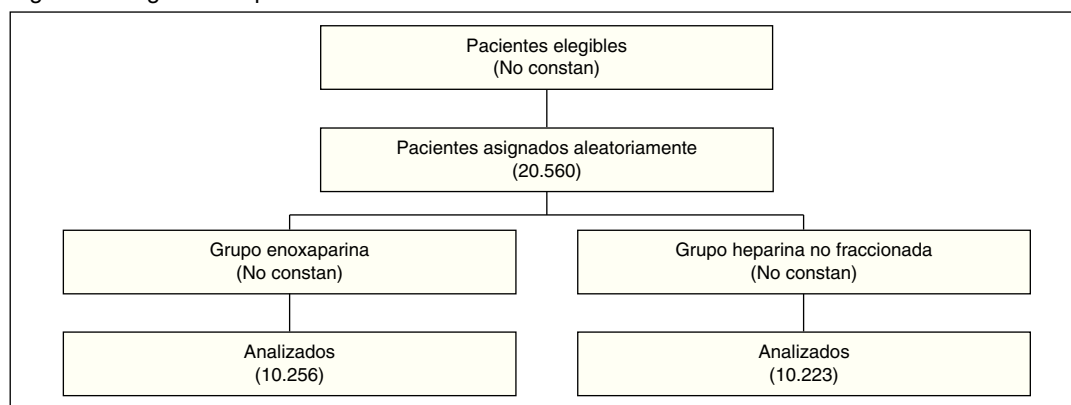 Pacientes elegibles
(No constan)
Pacientes asignados aleatoriamente
(20.560)
Grupo enoxaparina
(No constan)
Grupo heparina no fraccionada
(No constan)
Analizados
(10.256)
Analizados
(10.223)